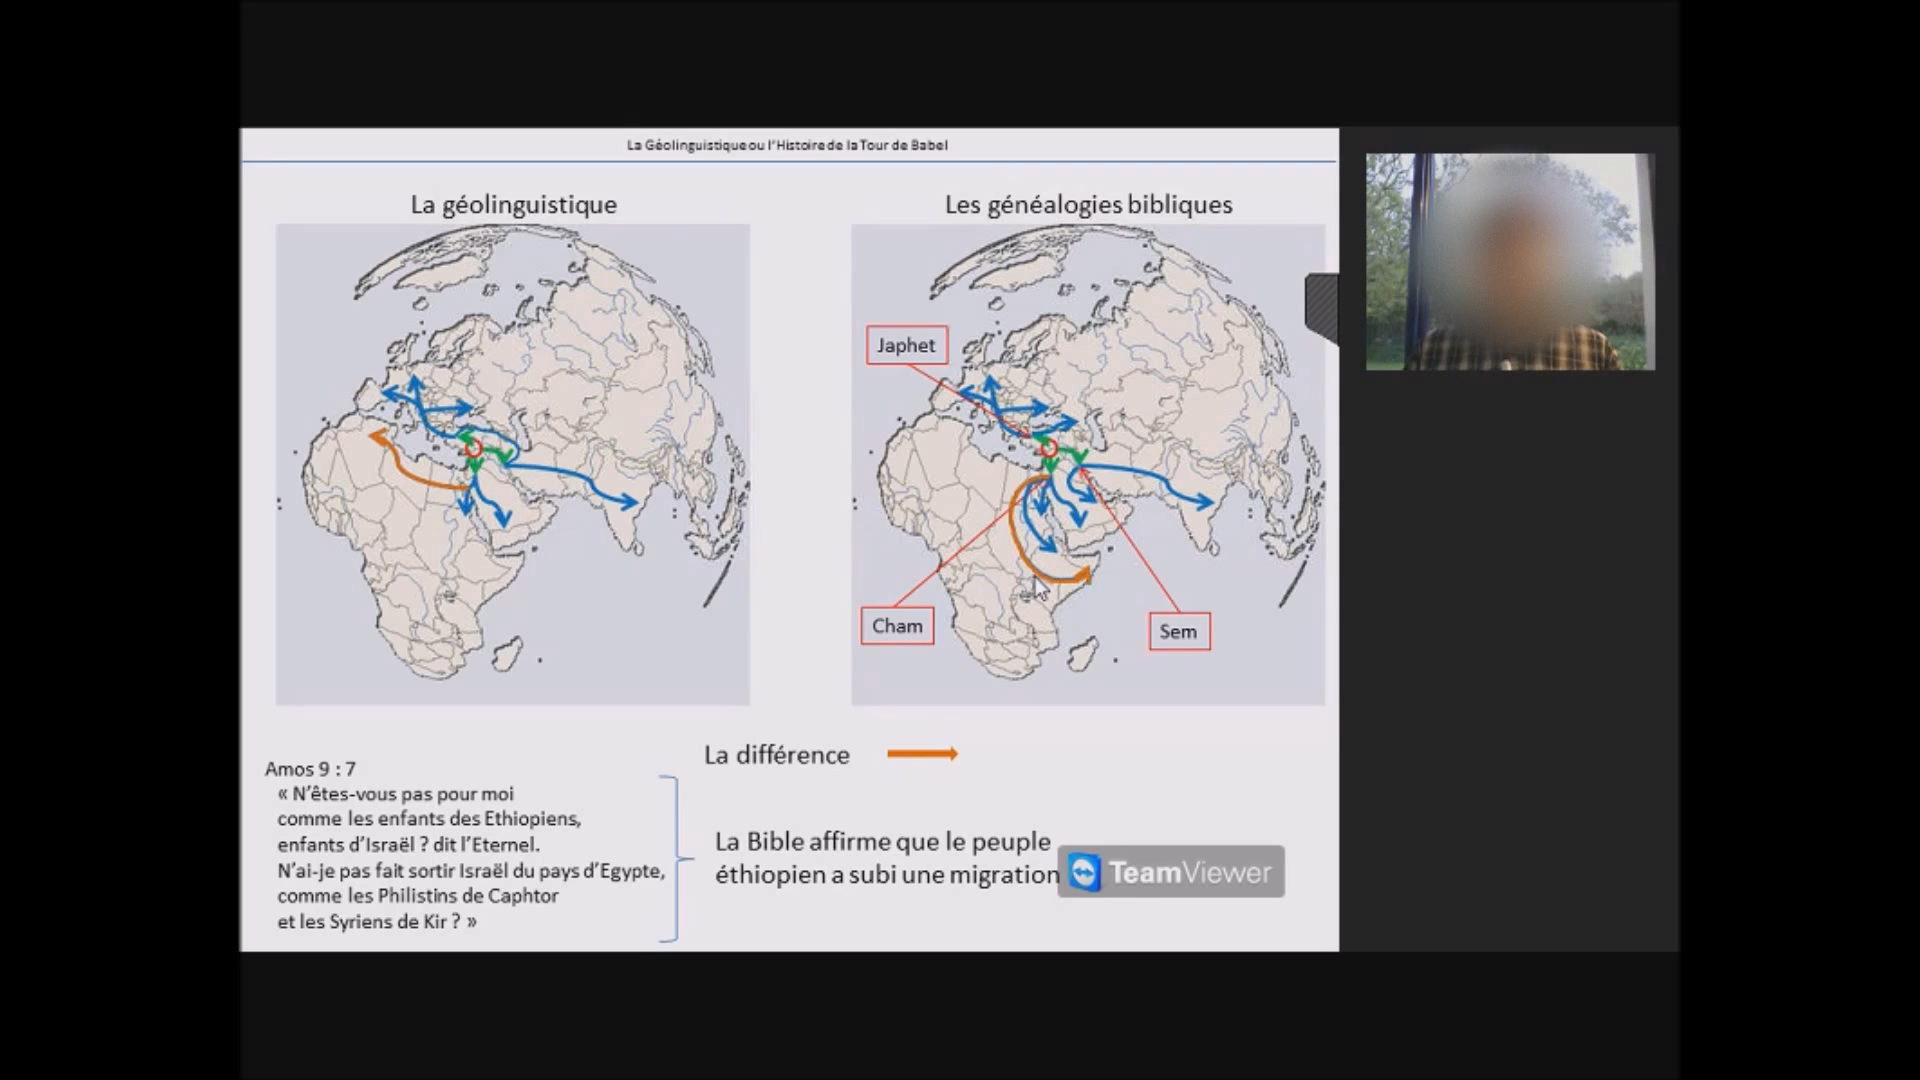 La Géolinguistique ou l'Histoire de la Tour de Babel
La géolinguistique
Les généalogies bibliques
Japhet
Cham
Sem
La différence
Amos 9 : 7
« N'êtes-vous pas pour moi
comme les enfants des Ethiopiens,
enfants d'Israël ? dit l'Eternel.
N'ai-je pas fait sortir Israël du pays d'Egypte,
comme les Philistins de Caphtor
et les Syriens de Kir ? »
La Bible affirme que le peuple
éthiopien a subi une migration
TeamViewer